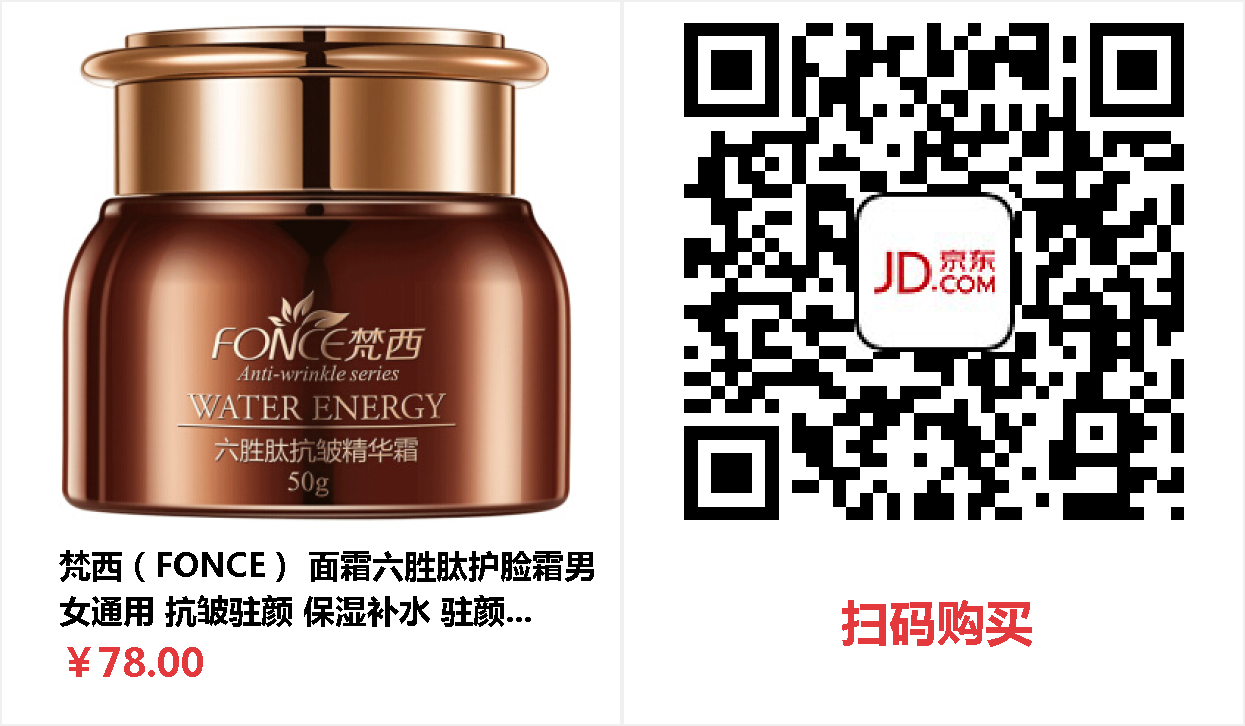 FONCE梵西
Anti-wrinkle series
WATER ENERGY
六胜肽抗皱精华霜
50g
梵西（FONCE） 面霜六胜肽护脸霜男
女通用 抗皱驻颜 保湿补水 驻颜...
￥78.00
JD.京东
.COM
扫码购买